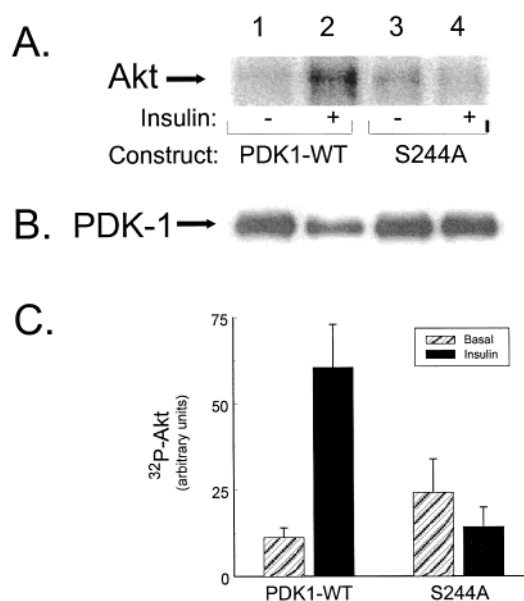 A.
1 2 3 4
Akt
Insulin: - + - +
Construct: PDK1-WT S244A
B. PDK-1
C.
75
50
25
0
³²P-Akt
(arbitrary units)
Basal
Insulin
PDK1-WT S244A